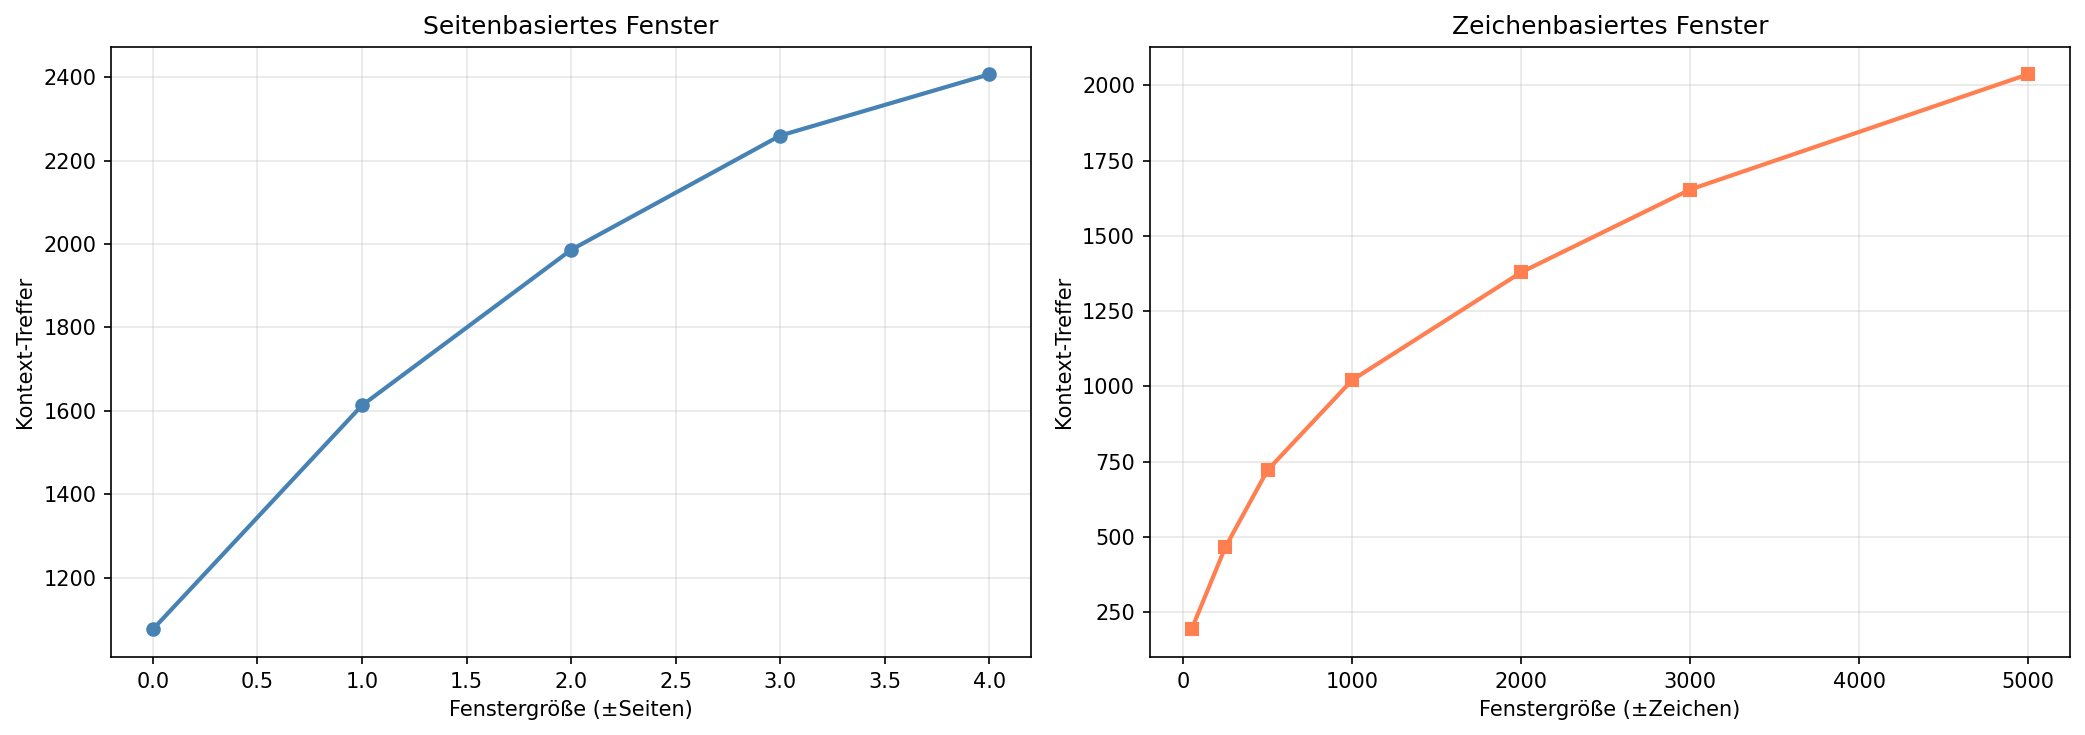 Seitenbasiertes Fenster
2400
2200
2000
1800
1600
1400
1200
Kontext-Treffer
0.0 0.5 1.0 1.5 2.0 2.5 3.0 3.5 4.0
Fenstergröße (±Seiten)
Zeichenbasiertes Fenster
2000
1750
1500
1250
1000
750
500
250
Kontext-Treffer
0 1000 2000 3000 4000 5000
Fenstergröße (±Zeichen)